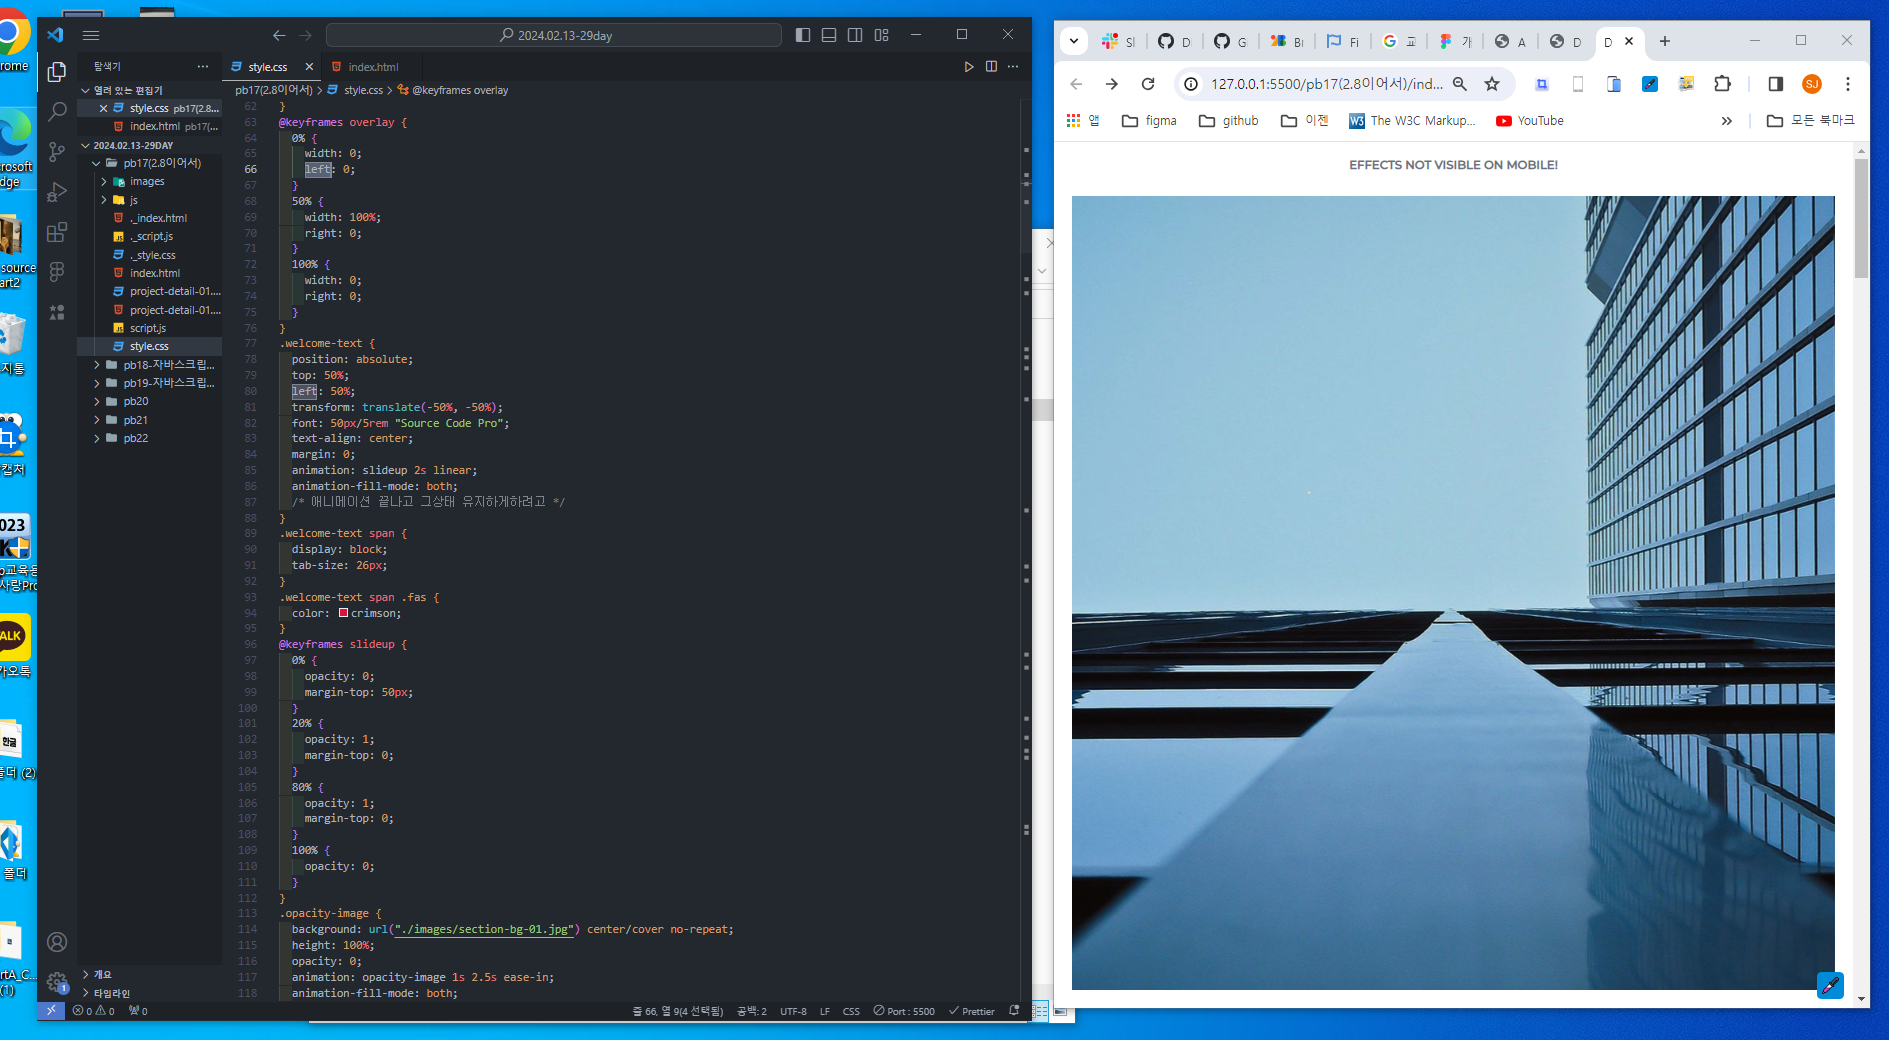 2024.02.13-29day
탐색기
style.css
index.html
열려 있는 편집기
style.css pb17(2.8...
index.html pb17(...
2024.02.13-29DAY
pb17(2.8이어서)
images
js
._index.html
._script.js
._style.css
index.html
project-detail-01....
project-detail-01....
script.js
style.css
pb18-자바스크립...
pb19-자바스크립...
pb20
pb21
pb22
개요
타임라인
pb17(2.8이어서) > style.css > @keyframes overlay
62 }
63 @keyframes overlay {
64 0% {
65 width: 0;
66 left: 0;
67 }
68 50% {
69 width: 100%;
70 right: 0;
71 }
72 100% {
73 width: 0;
74 right: 0;
75 }
76 }
77 .welcome-text {
78 position: absolute;
79 top: 50%;
80 left: 50%;
81 transform: translate(-50%, -50%);
82 font: 50px/5rem "Source Code Pro";
83 text-align: center;
84 margin: 0;
85 animation: slideup 2s linear;
86 animation-fill-mode: both;
87 /* 애니메이션 끝나고 그상태 유지하게하려고 */
88 }
89 .welcome-text span {
90 display: block;
91 tab-size: 26px;
92 }
93 .welcome-text span .fas {
94 color: crimson;
95 }
96 @keyframes slideup {
97 0% {
98 opacity: 0;
99 margin-top: 50px;
100 }
101 20% {
102 opacity: 1;
103 margin-top: 0;
104 }
105 80% {
106 opacity: 1;
107 margin-top: 0;
108 }
109 100% {
110 opacity: 0;
111 }
112 }
113 .opacity-image {
114 background: url("./images/section-bg-01.jpg") center/cover no-repeat;
115 height: 100%;
116 opacity: 0;
117 animation: opacity-image 1s 2.5s ease-in;
118 animation-fill-mode: both;
0 0 0
줄 66, 열 9(4 선택됨) 공백: 2 UTF-8 LF CSS Port : 5500 Prettier
127.0.0.1:5500/pb17(2.8이어서)/ind...
SJ
앱 figma github 이젠 The W3C Markup... YouTube » 모든 북마크
EFFECTS NOT VISIBLE ON MOBILE!
rome
dge
source
art2
지통
캡처
023
TALK
카오톡
한글
폴더 (2)
폴더
rtA_C...
(1)